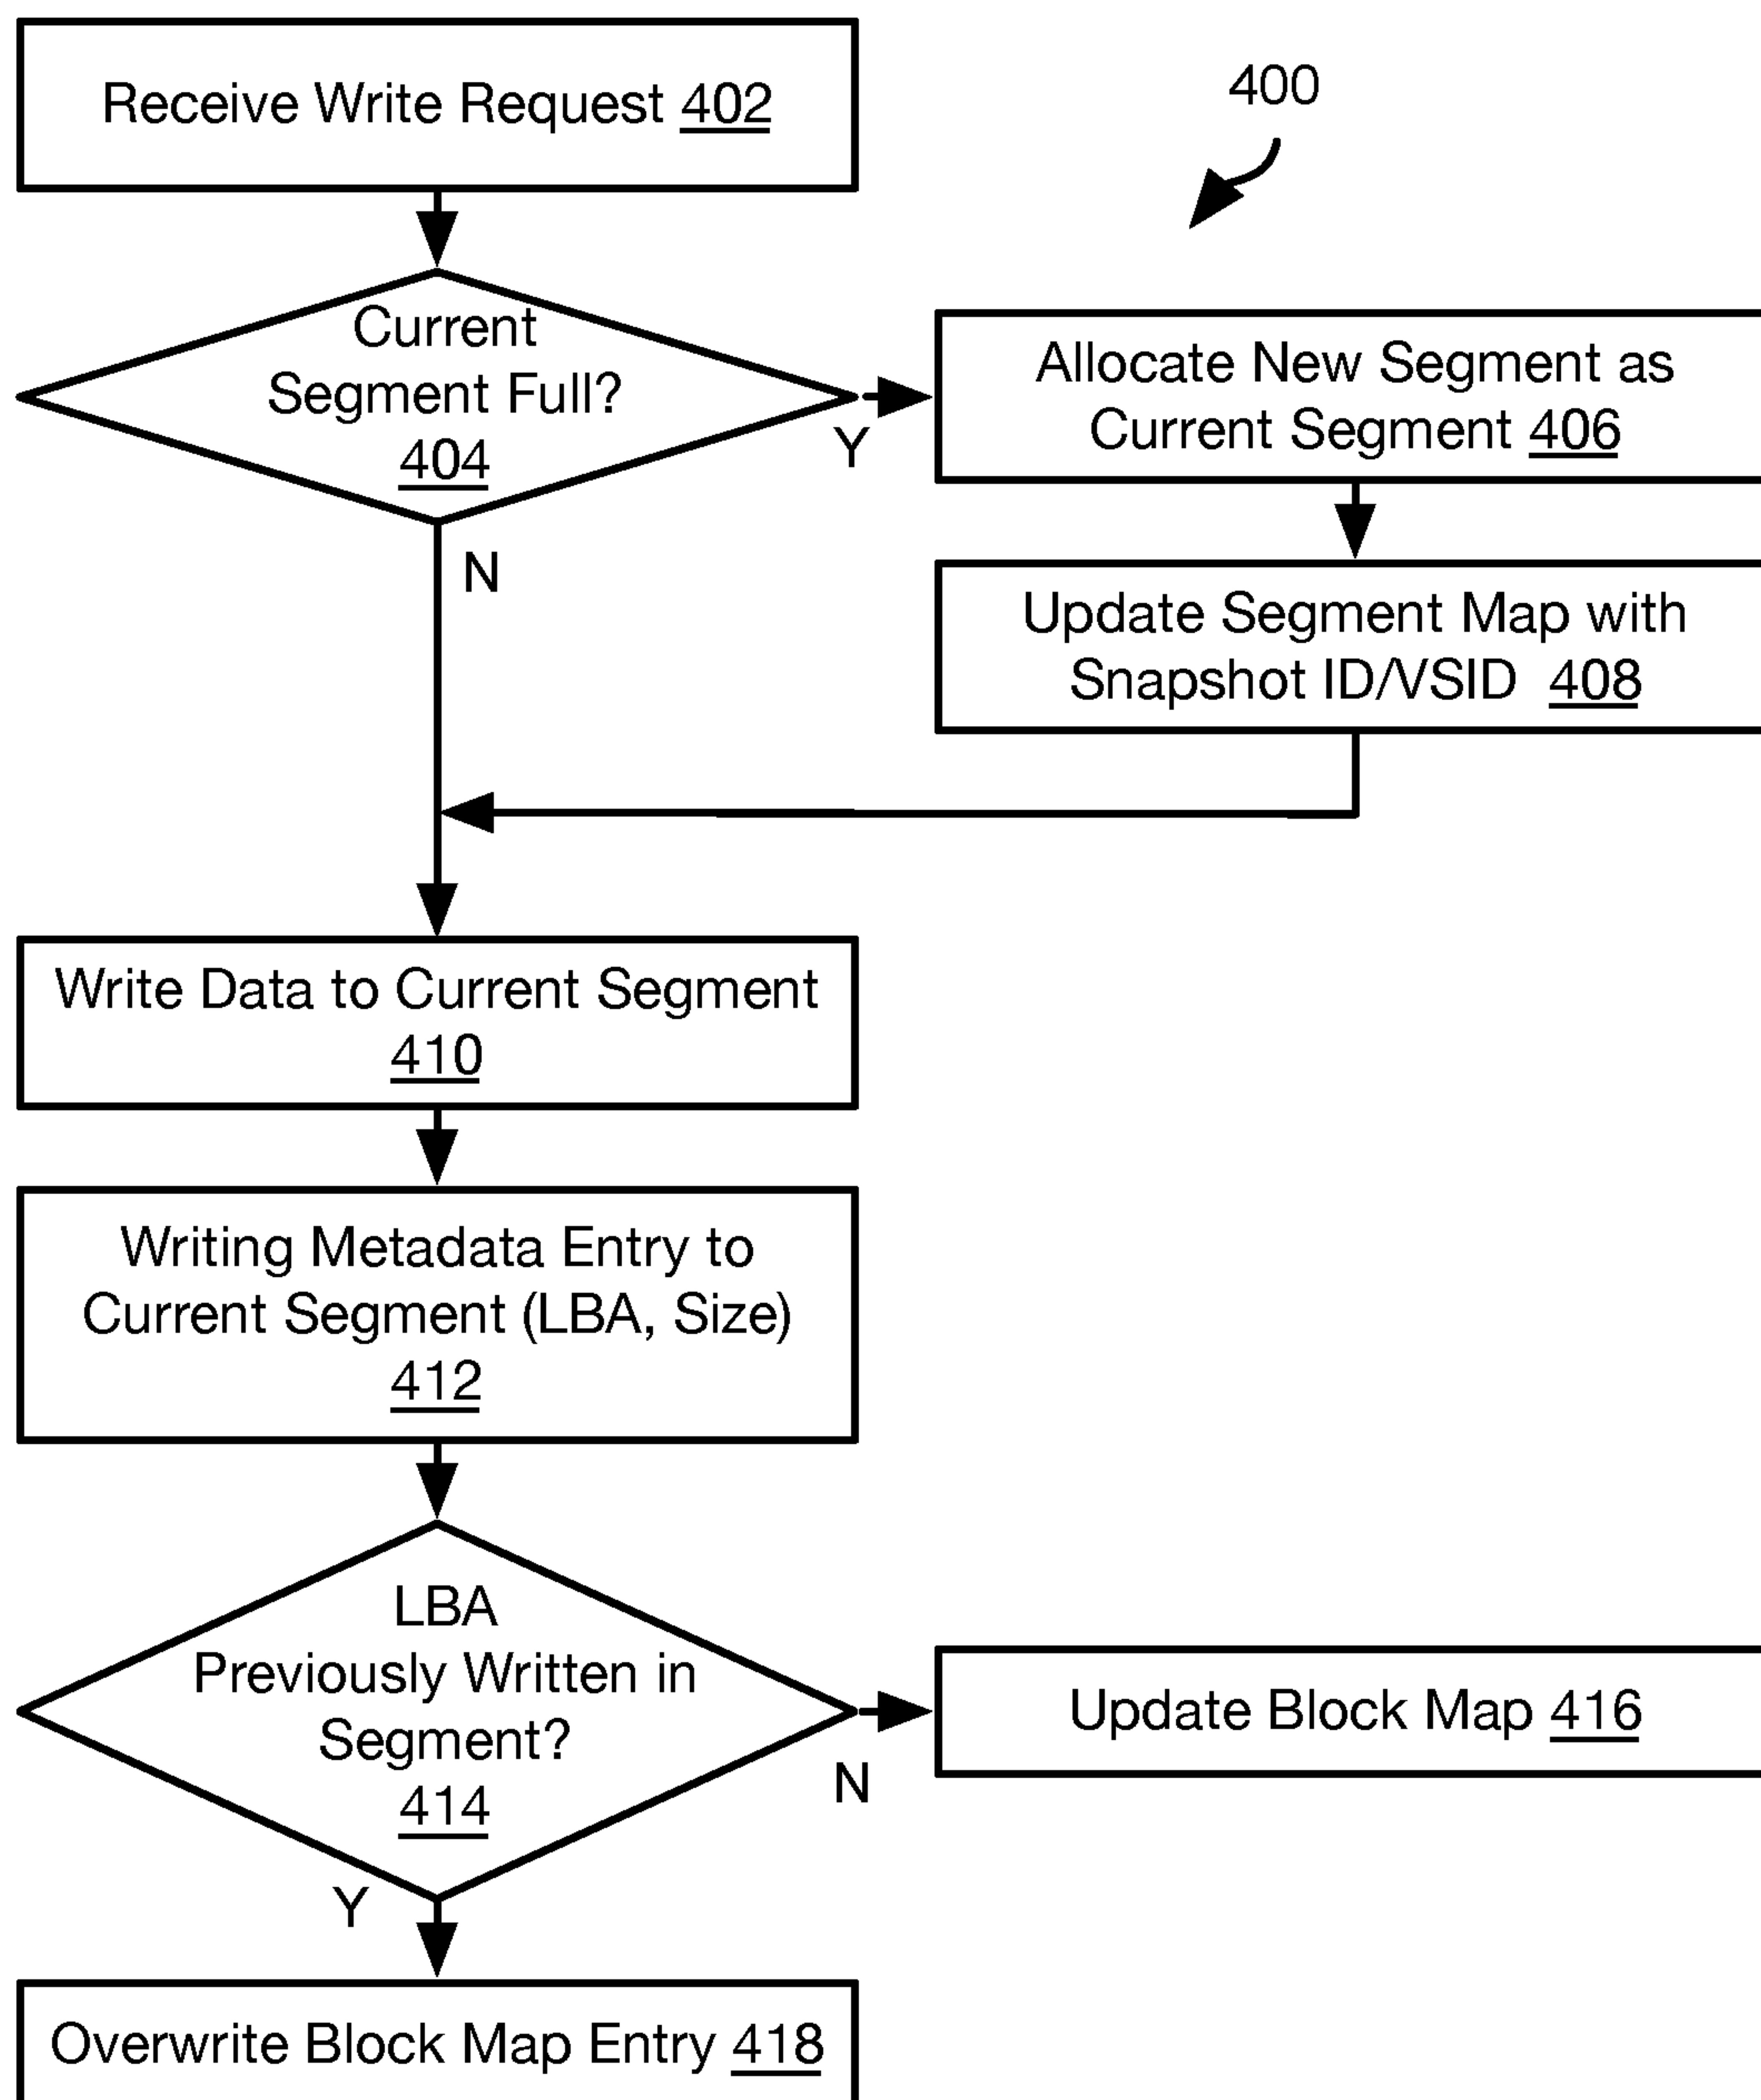 Receive Write Request 402
400
Current
Segment Full?
404
Y
N
Allocate New Segment as
Current Segment 406
Update Segment Map with
Snapshot ID/VSID 408
Write Data to Current Segment
410
Writing Metadata Entry to
Current Segment (LBA, Size)
412
LBA
Previously Written in
Segment?
414
N
Y
Update Block Map 416
Overwrite Block Map Entry 418